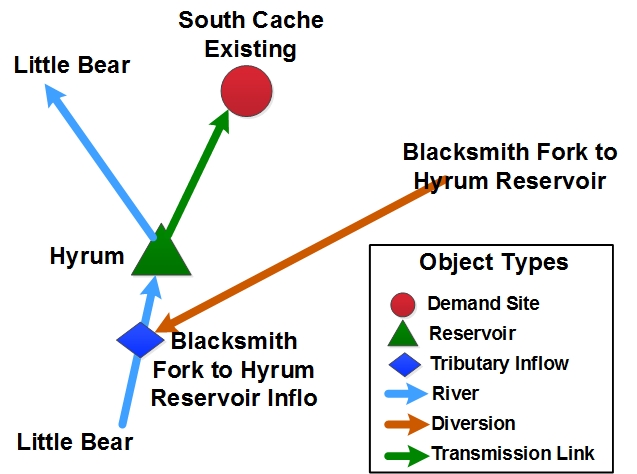 South Cache
Existing
Little Bear
Blacksmith Fork to
Hyrum Reservoir
Hyrum
Blacksmith
Fork to Hyrum
Reservoir Inflo
Little Bear
Object Types
Demand Site
Reservoir
Tributary Inflow
River
Diversion
Transmission Link